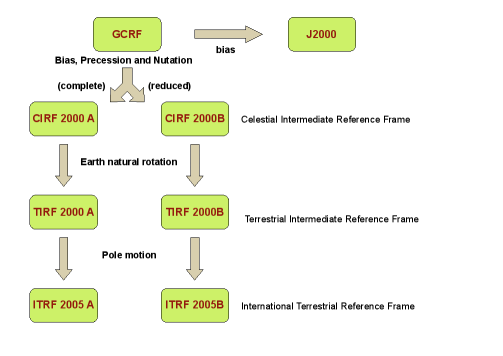 GCRF
J2000
bias
Bias, Precession and Nutation
(complete)
(reduced)
CIRF 2000 A
CIRF 2000B
Celestial Intermediate Reference Frame
Earth natural rotation
TIRF 2000 A
TIRF 2000B
Terrestrial Intermediate Reference Frame
Pole motion
ITRF 2005 A
ITRF 2005B
International Terrestrial Reference Frame